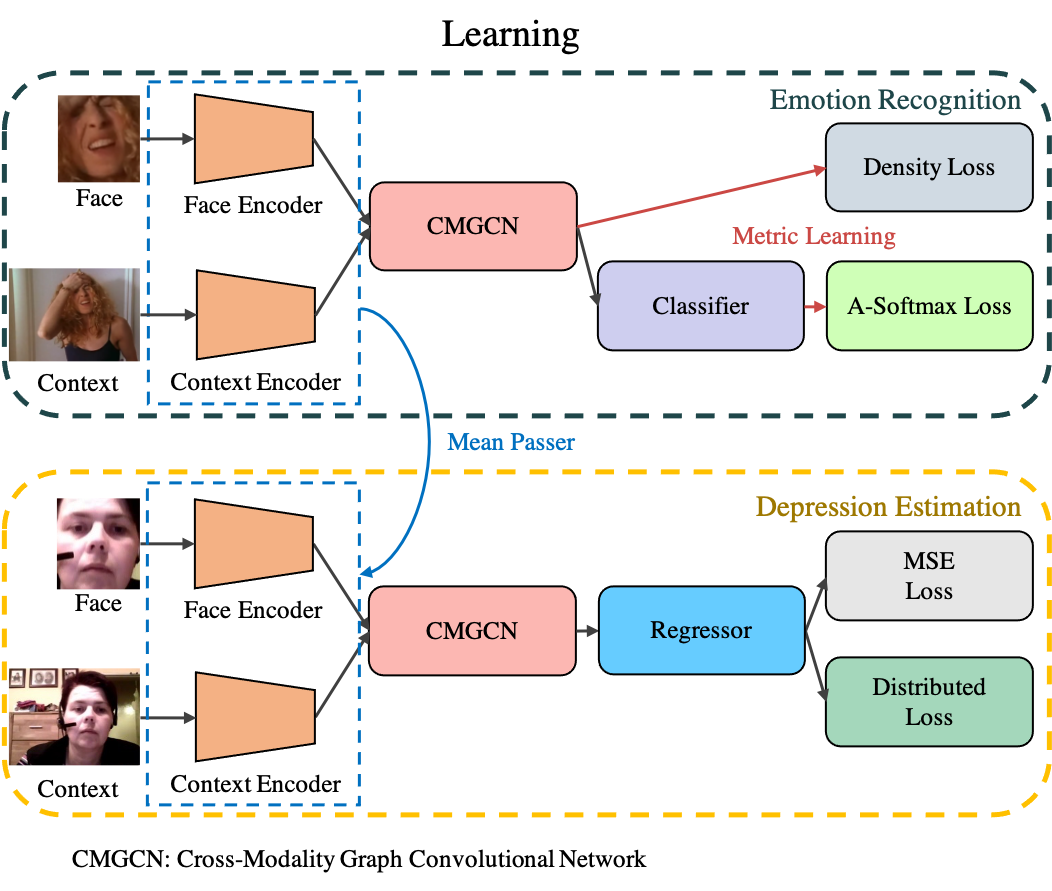 Learning
Emotion Recognition
Face
Face Encoder
CMGCN
Density Loss
Metric Learning
Classifier
A-Softmax Loss
Context
Context Encoder
Mean Passer
Depression Estimation
Face
Face Encoder
CMGCN
Regressor
MSE
Loss
Distributed
Loss
Context
Context Encoder
CMGCN: Cross-Modality Graph Convolutional Network